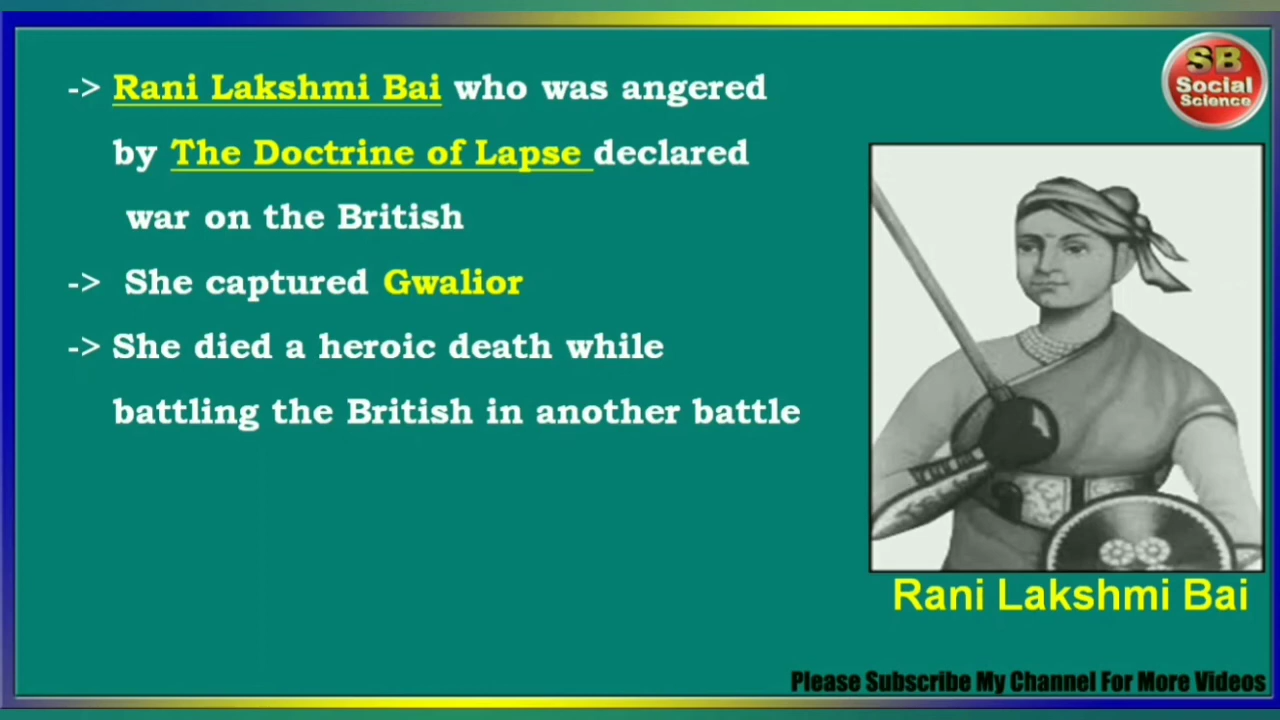 -> Rani Lakshmi Bai who was angered
by The Doctrine of Lapse declared
war on the British
-> She captured Gwalior
-> She died a heroic death while
battling the British in another battle
SB
Social
Science
Rani Lakshmi Bai
Please Subscribe My Channel For More Videos